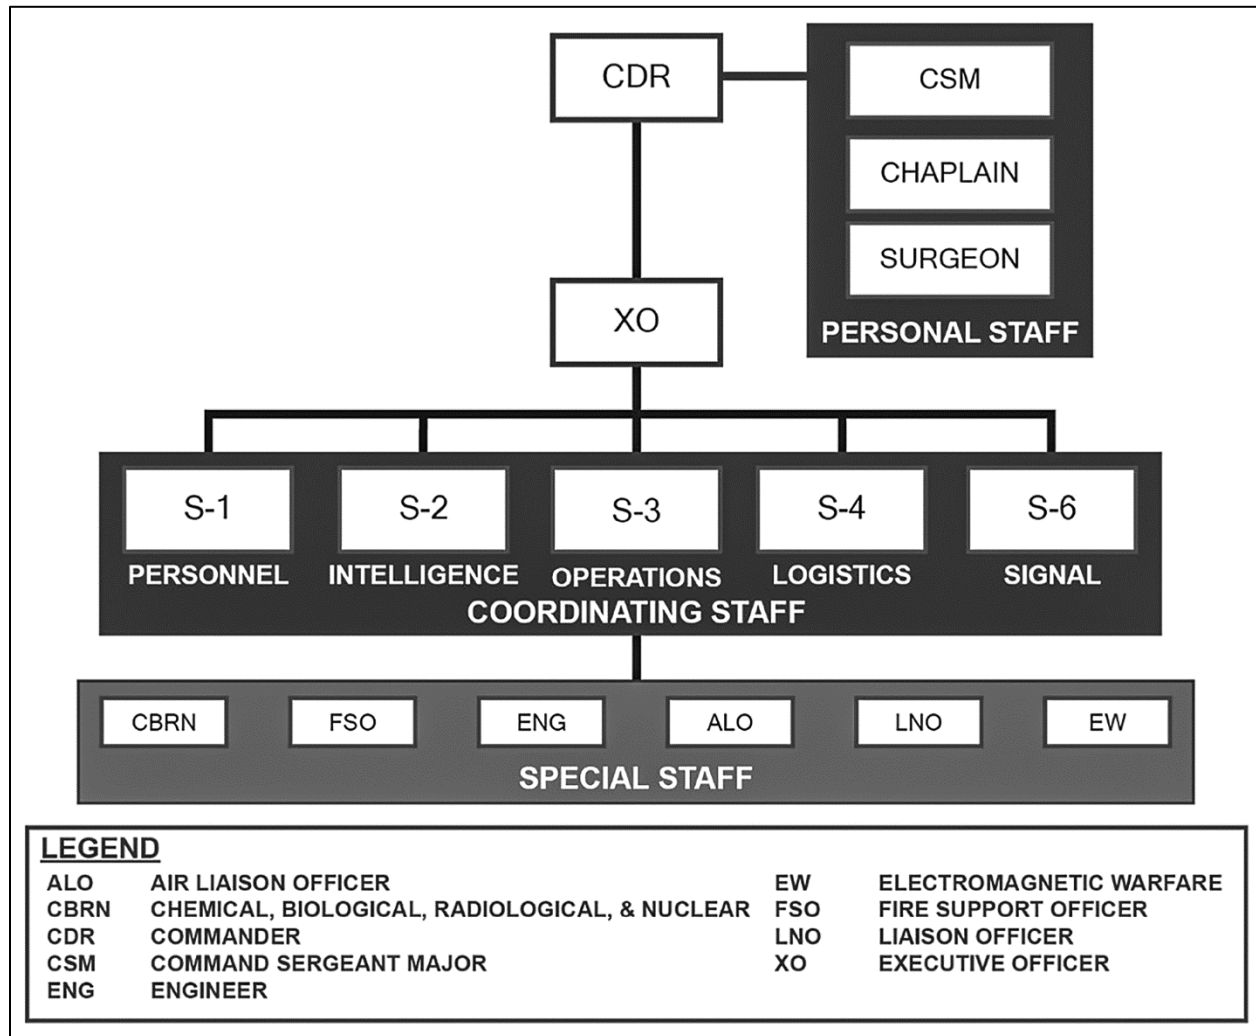 CDR
CSM
CHAPLAIN
SURGEON
PERSONAL STAFF
XO
S-1 S-2 S-3 S-4 S-6
PERSONNEL INTELLIGENCE OPERATIONS LOGISTICS SIGNAL
COORDINATING STAFF
CBRN FSO ENG ALO LNO EW
SPECIAL STAFF
LEGEND
ALO AIR LIAISON OFFICER
CBRN CHEMICAL, BIOLOGICAL, RADIOLOGICAL, & NUCLEAR
CDR COMMANDER
CSM COMMAND SERGEANT MAJOR
ENG ENGINEER
EW ELECTROMAGNETIC WARFARE
FSO FIRE SUPPORT OFFICER
LNO LIAISON OFFICER
XO EXECUTIVE OFFICER